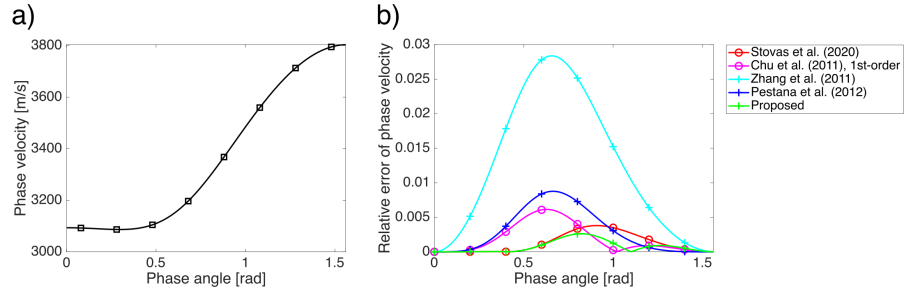 a)
3800
3600
3400
3200
3000
0
0.5
1
1.5
Phase velocity [m/s]
Phase angle [rad]
b)
0.03
0.025
0.02
0.015
0.01
0.005
0
0
0.5
1
1.5
Relative error of phase velocity
Phase angle [rad]
Stovas et al. (2020)
Chu et al. (2011), 1st-order
Zhang et al. (2011)
Pestana et al. (2012)
Proposed